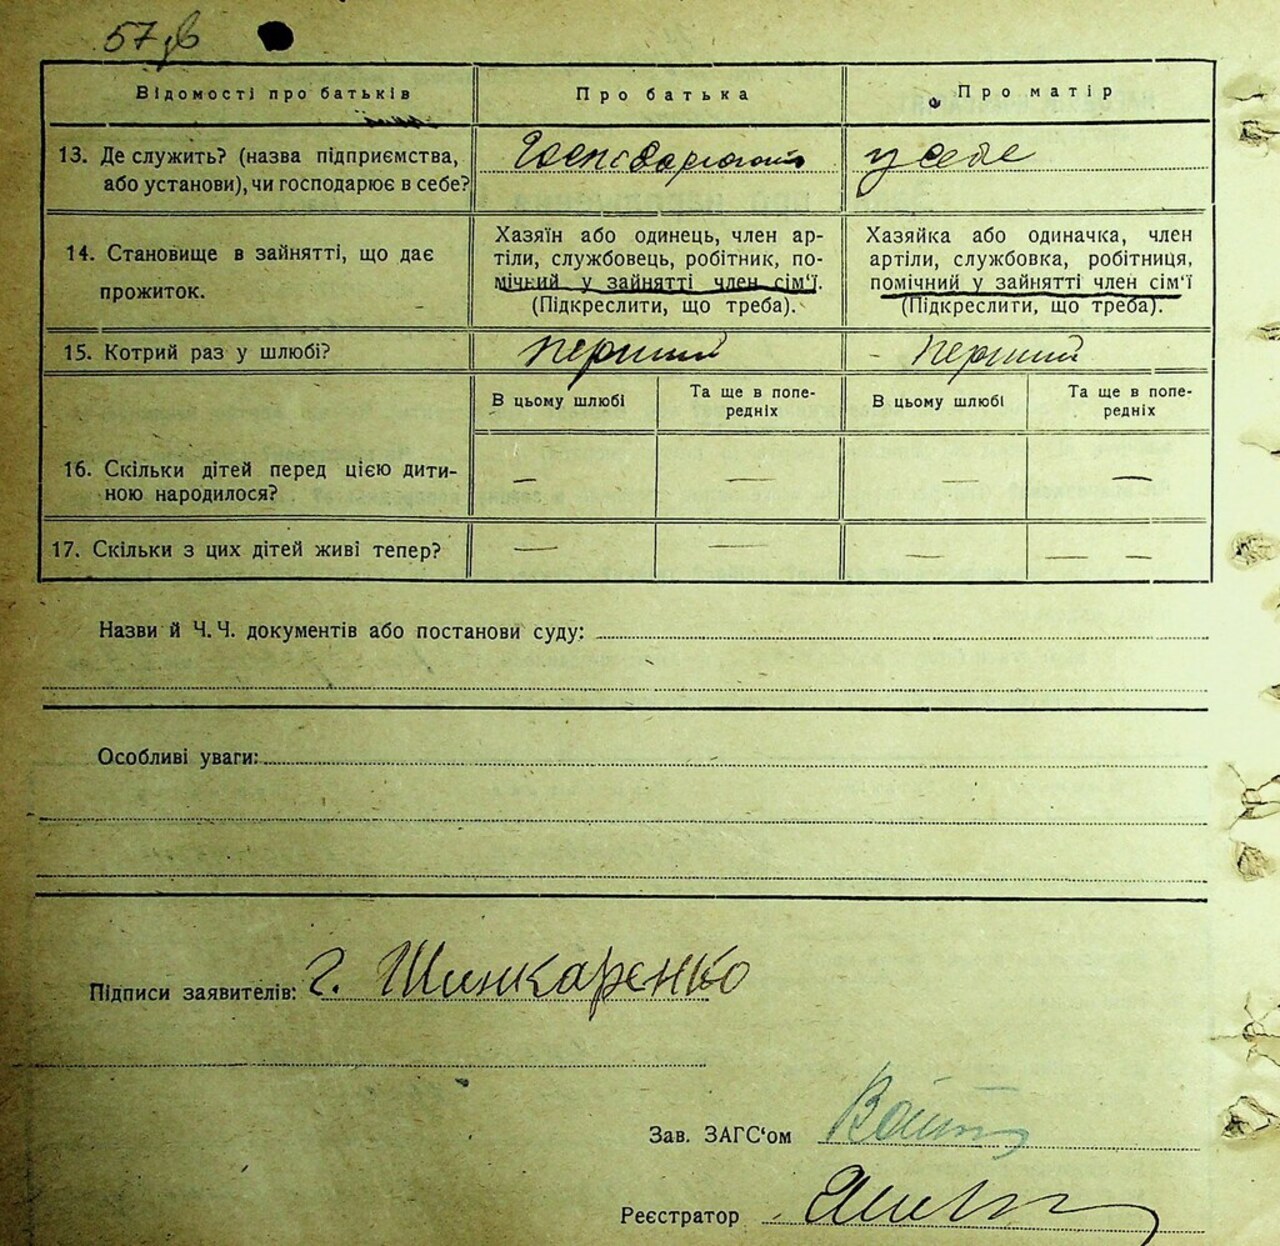 57
Відомості про батьків
Про батька
Про матір
13. Де служить? (назва підприємства,
або установи), чи господарює в себе?
Господарюють
у себе
14. Становище в зайнятті, що дає
прожиток.
Хазяїн або одинець, член ар-
тіли, службовець, робітник, по-
мічний у зайнятті член сім‘ї.
(Підкреслити, що треба).
Хазяйка або одиначка, член
артіли, службовка, робітниця,
помічний у зайнятті член сім‘ї
(Підкреслити, що треба).
15. Котрий раз у шлюбі?
перший
- перший
В цьому шлюбі
Та ще в попе-
редніх
В цьому шлюбі
Та ще в попе-
редніх
16. Скільки дітей перед цією дити-
ною народилося?
— — — —
17. Скільки з цих дітей живі тепер?
— — — — —
Назви й Ч. Ч. документів або постанови суду:
Особливі уваги:
Підписи заявителів: Г. Шинкаренко
Зав. ЗАГС‘ом
Реєстратор